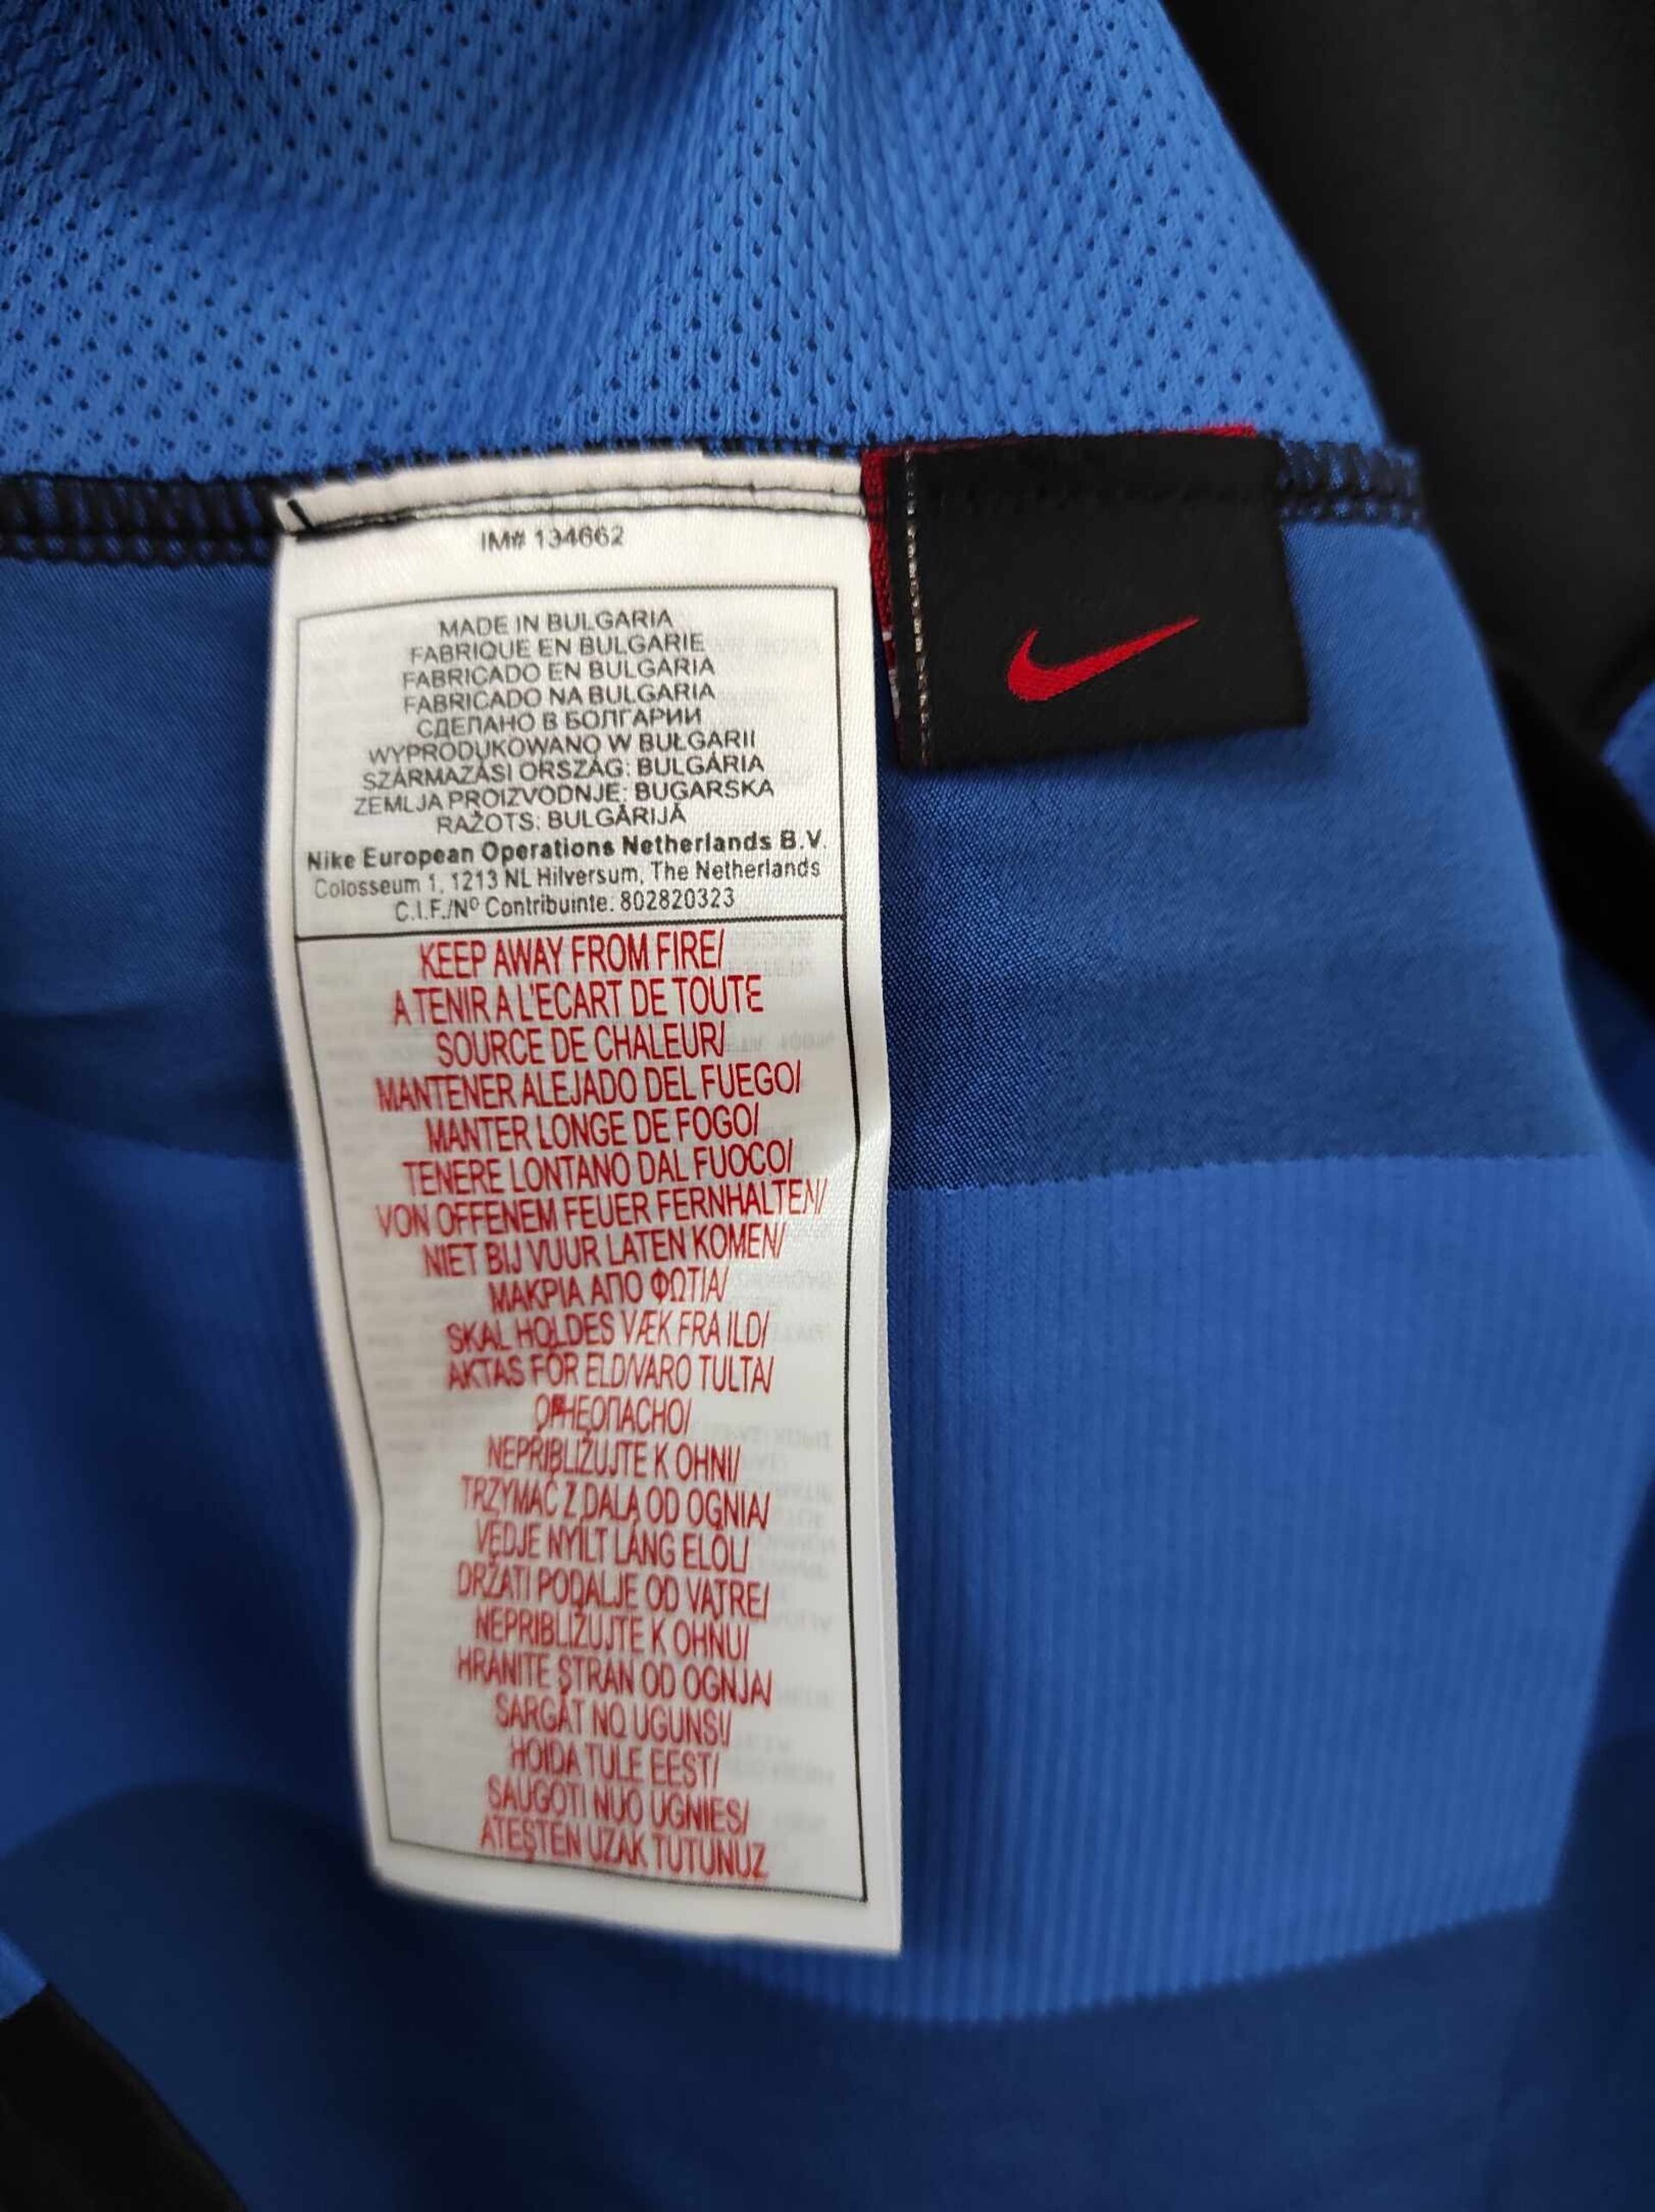 IM# 134662
MADE IN BULGARIA
FABRIQUE EN BULGARIE
FABRICADO EN BULGARIA
FABRICADO NA BULGARIA
СДЕЛАНО В БОЛГАРИИ
WYPRODUKOWANO W BUŁGARII
SZÁRMAZÁSI ORSZÁG: BULGÁRIA
ZEMLJA PROIZVODNJE: BUGARSKA
RAŽOTS: BULGĀRIJĀ
Nike European Operations Netherlands B.V.
Colosseum 1, 1213 NL Hilversum, The Netherlands
C.I.F./Nº Contribuinte: 802820323
KEEP AWAY FROM FIRE/
A TENIR A L'ECART DE TOUTE
SOURCE DE CHALEUR/
MANTENER ALEJADO DEL FUEGO/
MANTER LONGE DE FOGO/
TENERE LONTANO DAL FUOCO/
VON OFFENEM FEUER FERNHALTEN/
NIET BIJ VUUR LATEN KOMEN/
ΜΑΚΡΙΑ ΑΠΟ ΦΩΤΙΑ/
SKAL HOLDES VÆK FRA ILD/
AKTAS FÖR ELD/VARO TULTA/
ОГНЕОПАСНО/
NEPŘIBLIŽUJTE K OHNI/
TRZYMAĆ Z DALA OD OGNIA/
VÉDJE NYÍLT LÁNG ELŐL/
DRŽATI PODALJE OD VATRE/
NEPRIBLIŽUJTE K OHŇU/
HRANITE STRAN OD OGNJA/
SARGĀT NO UGUNS!/
HOIDA TULE EEST/
SAUGOTI NUO UGNIES/
ATEŞTEN UZAK TUTUNUZ